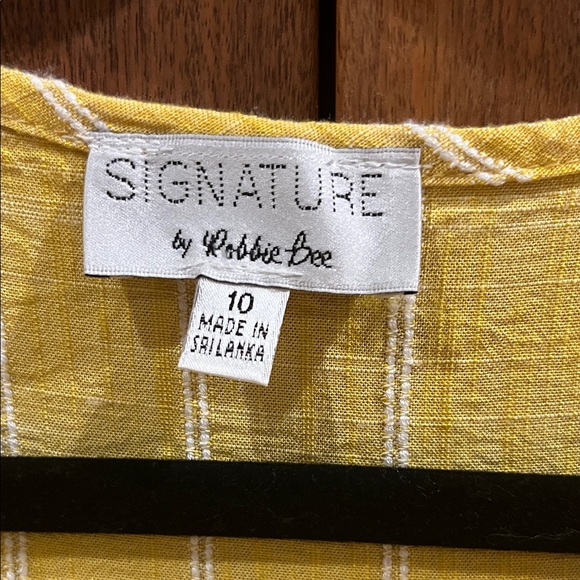 SIGNATURE
by Robbie Bee
10
MADE IN
SRILANKA